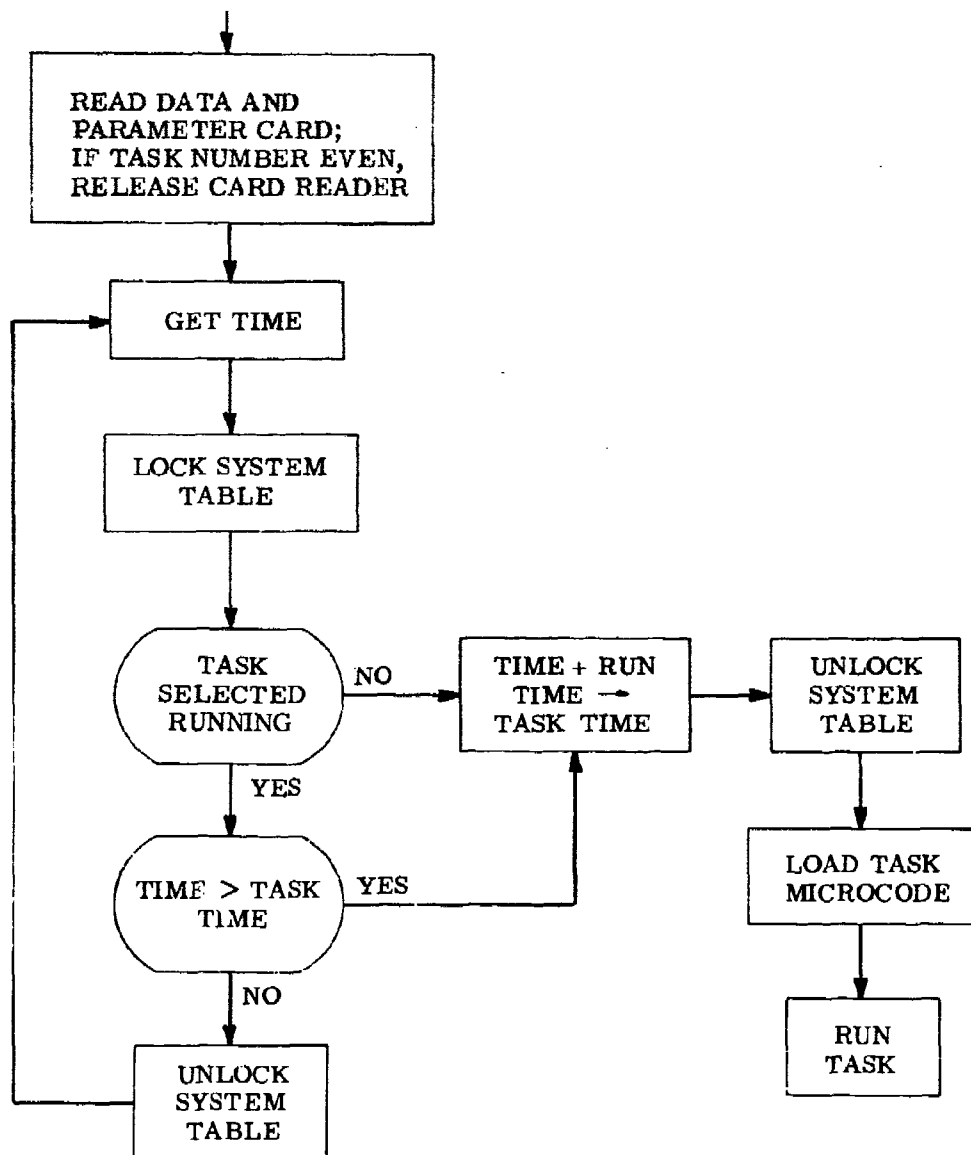 READ DATA AND
PARAMETER CARD;
IF TASK NUMBER EVEN,
RELEASE CARD READER
GET TIME
LOCK SYSTEM
TABLE
TASK
SELECTED
RUNNING
NO
YES
TIME + RUN
TIME →
TASK TIME
UNLOCK
SYSTEM
TABLE
TIME > TASK
TIME
YES
NO
LOAD TASK
MICROCODE
RUN
TASK
UNLOCK
SYSTEM
TABLE